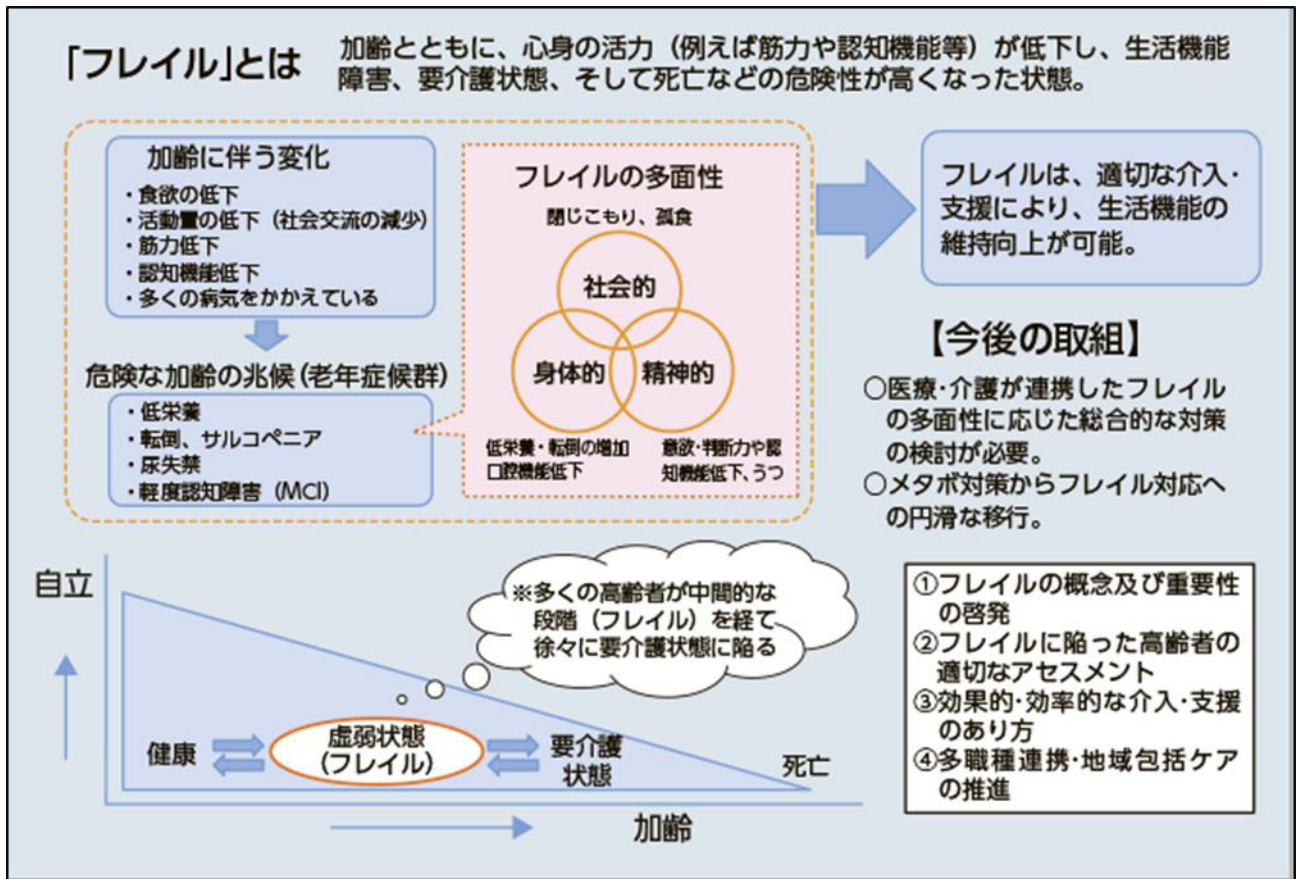 「フレイル」とは
加齢とともに、心身の活力（例えば筋力や認知機能等）が低下し、生活機能
障害、要介護状態、そして死亡などの危険性が高くなった状態。
加齢に伴う変化
・食欲の低下
・活動量の低下（社会交流の減少）
・筋力低下
・認知機能低下
・多くの病気をかかえている
危険な加齢の兆候（老年症候群）
・低栄養
・転倒、サルコペニア
・尿失禁
・軽度認知障害（MCI）
フレイルの多面性
閉じこもり、孤食
社会的
身体的
精神的
低栄養・転倒の増加
口腔機能低下
意欲・判断力や認
知機能低下、うつ
フレイルは、適切な介入・
支援により、生活機能の
維持向上が可能。
【今後の取組】
○医療・介護が連携したフレイル
の多面性に応じた総合的な対策
の検討が必要。
○メタボ対策からフレイル対応へ
の円滑な移行。
①フレイルの概念及び重要性
の啓発
②フレイルに陥った高齢者の
適切なアセスメント
③効果的・効率的な介入・支援
のあり方
④多職種連携・地域包括ケア
の推進
自立
※多くの高齢者が中間的な
段階（フレイル）を経て
徐々に要介護状態に陥る
健康
虚弱状態
（フレイル）
要介護
状態
死亡
加齢